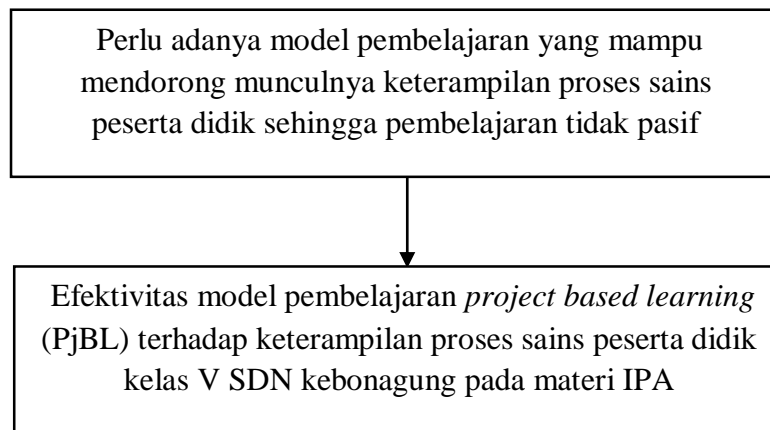 Perlu adanya model pembelajaran yang mampu
mendorong munculnya keterampilan proses sains
peserta didik sehingga pembelajaran tidak pasif
Efektivitas model pembelajaran project based learning
(PjBL) terhadap keterampilan proses sains peserta didik
kelas V SDN kebonagung pada materi IPA